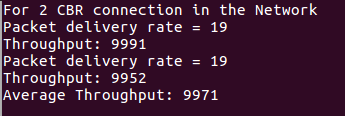 For 2 CBR connection in the Network
Packet delivery rate = 19
Throughput: 9991
Packet delivery rate = 19
Throughput: 9952
Average Throughput: 9971